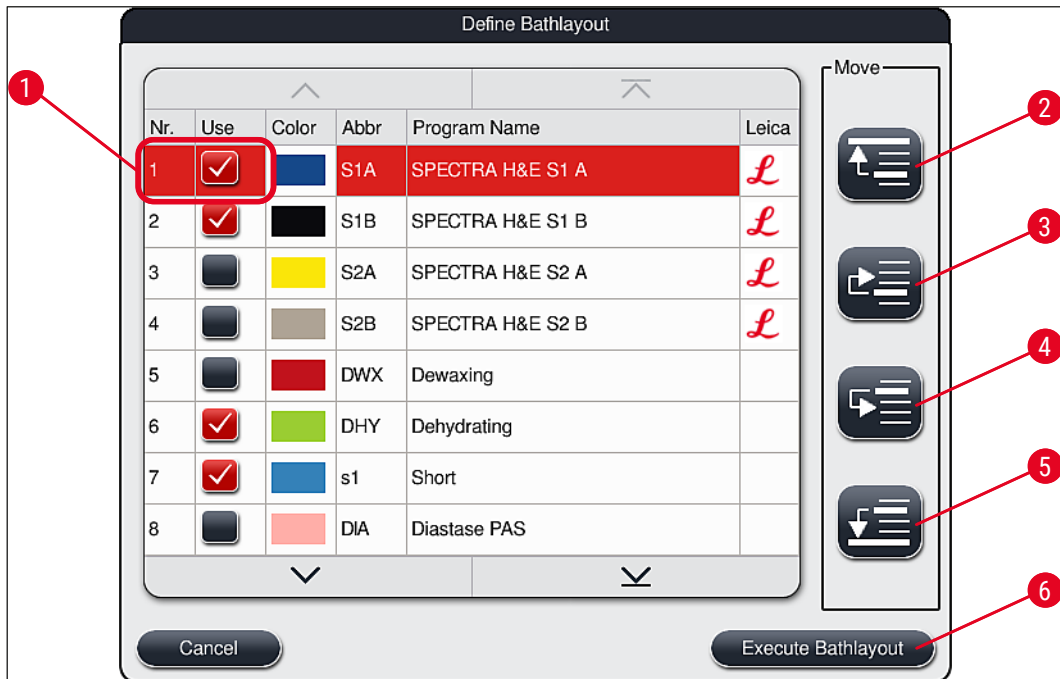 Define Bathlayout
Move
1
2
Nr. Use Color Abbr Program Name Leica
1 S1A SPECTRA H&E S1 A L
2 S1B SPECTRA H&E S1 B L
3
3 S2A SPECTRA H&E S2 A L
4 S2B SPECTRA H&E S2 B L
4
5 DWX Dewaxing
6 DHY Dehydrating
5
7 s1 Short
8 DIA Diastase PAS
6
Cancel Execute Bathlayout